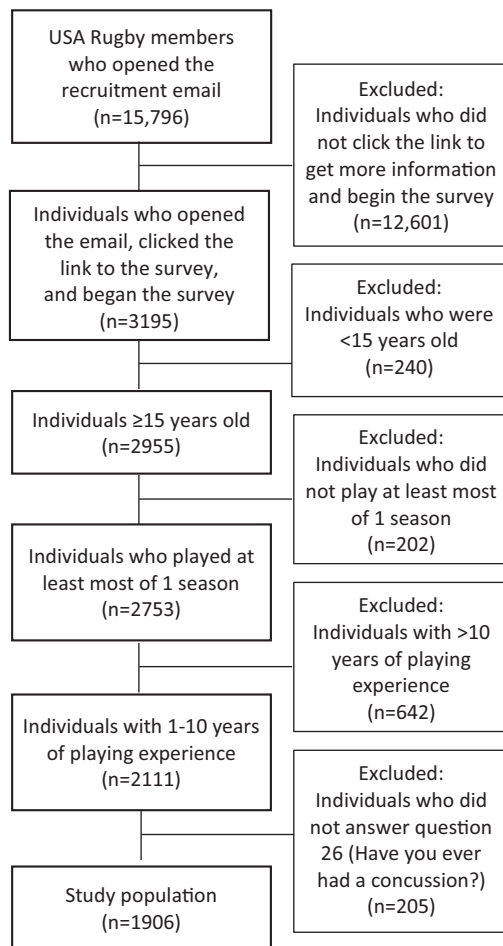 USA Rugby members
who opened the
recruitment email
(n=15,796)
Excluded:
Individuals who did
not click the link to
get more information
and begin the survey
(n=12,601)
Individuals who opened
the email, clicked the
link to the survey,
and began the survey
(n=3195)
Excluded:
Individuals who were
<15 years old
(n=240)
Individuals ≥15 years old
(n=2955)
Excluded:
Individuals who did
not play at least most
of 1 season
(n=202)
Individuals who played at
least most of 1 season
(n=2753)
Excluded:
Individuals with >10
years of playing
experience
(n=642)
Individuals with 1-10 years
of playing experience
(n=2111)
Excluded:
Individuals who did
not answer question
26 (Have you ever
had a concussion?)
(n=205)
Study population
(n=1906)